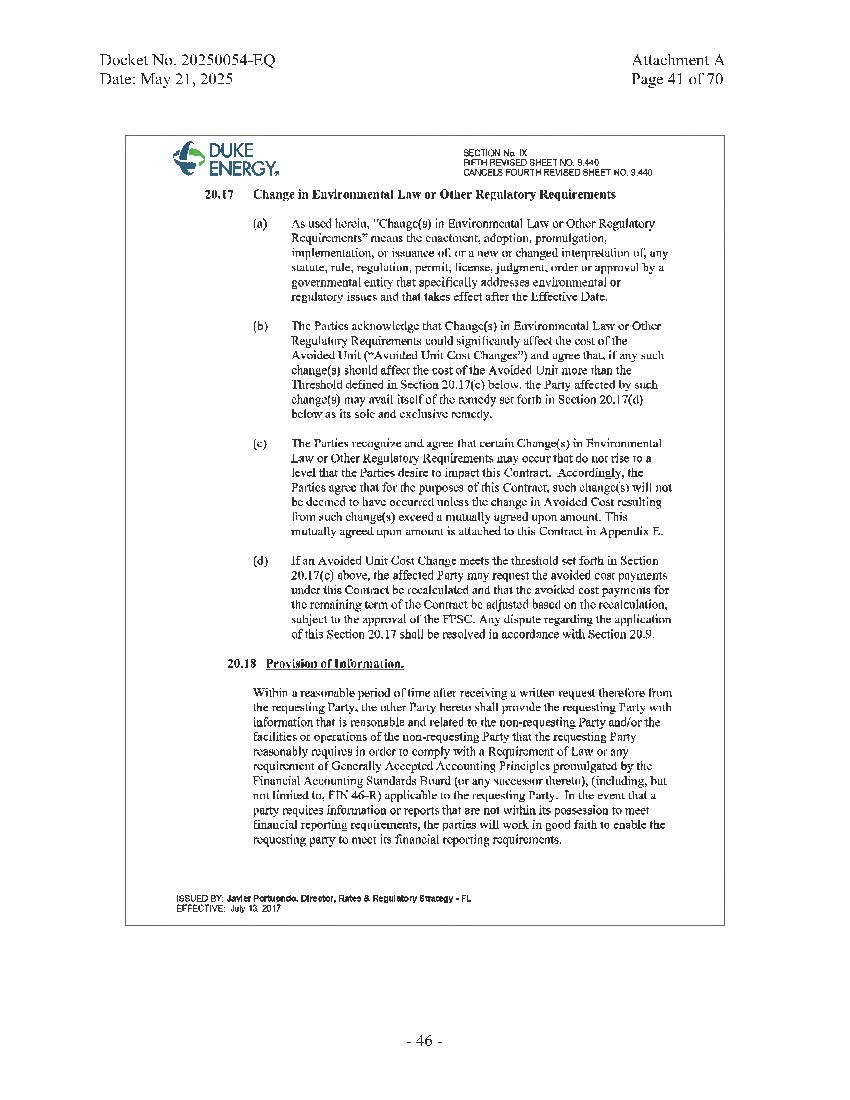 Docket No. 20250054-EQ
Date: May 21, 2025
Attachment A
Page 41 of 70
DUKE
ENERGY®
SECTION No. IX
FIFTH REVISED SHEET NO. 9.440
CANCELS FOURTH REVISED SHEET NO. 9.440
20.17 Change in Environmental Law or Other Regulatory Requirements
(a) As used herein, "Change(s) in Environmental Law or Other Regulatory
Requirements" means the enactment, adoption, promulgation,
implementation, or issuance of, or a new or changed interpretation of, any
statute, rule, regulation, permit, license, judgment, order or approval by a
governmental entity that specifically addresses environmental or
regulatory issues and that takes effect after the Effective Date.
(b) The Parties acknowledge that Change(s) in Environmental Law or Other
Regulatory Requirements could significantly affect the cost of the
Avoided Unit ("Avoided Unit Cost Changes") and agree that, if any such
change(s) should affect the cost of the Avoided Unit more than the
Threshold defined in Section 20.17(c) below, the Party affected by such
change(s) may avail itself of the remedy set forth in Section 20.17(d)
below as its sole and exclusive remedy.
(c) The Parties recognize and agree that certain Change(s) in Environmental
Law or Other Regulatory Requirements may occur that do not rise to a
level that the Parties desire to impact this Contract. Accordingly, the
Parties agree that for the purposes of this Contract, such change(s) will not
be deemed to have occurred unless the change in Avoided Cost resulting
from such change(s) exceed a mutually agreed upon amount. This
mutually agreed upon amount is attached to this Contract in Appendix E.
(d) If an Avoided Unit Cost Change meets the threshold set forth in Section
20.17(c) above, the affected Party may request the avoided cost payments
under this Contract be recalculated and that the avoided cost payments for
the remaining term of the Contract be adjusted based on the recalculation,
subject to the approval of the FPSC. Any dispute regarding the application
of this Section 20.17 shall be resolved in accordance with Section 20.9.
20.18 Provision of Information.
Within a reasonable period of time after receiving a written request therefore from
the requesting Party, the other Party hereto shall provide the requesting Party with
information that is reasonable and related to the non-requesting Party and/or the
facilities or operations of the non-requesting Party that the requesting Party
reasonably requires in order to comply with a Requirement of Law or any
requirement of Generally Accepted Accounting Principles promulgated by the
Financial Accounting Standards Board (or any successor thereto), (including, but
not limited to, FIN 46-R) applicable to the requesting Party. In the event that a
party requires information or reports that are not within its possession to meet
financial reporting requirements, the parties will work in good faith to enable the
requesting party to meet its financial reporting requirements.
ISSUED BY: Javier Portuondo, Director, Rates & Regulatory Strategy - FL
EFFECTIVE: July 13, 2017
- 46 -